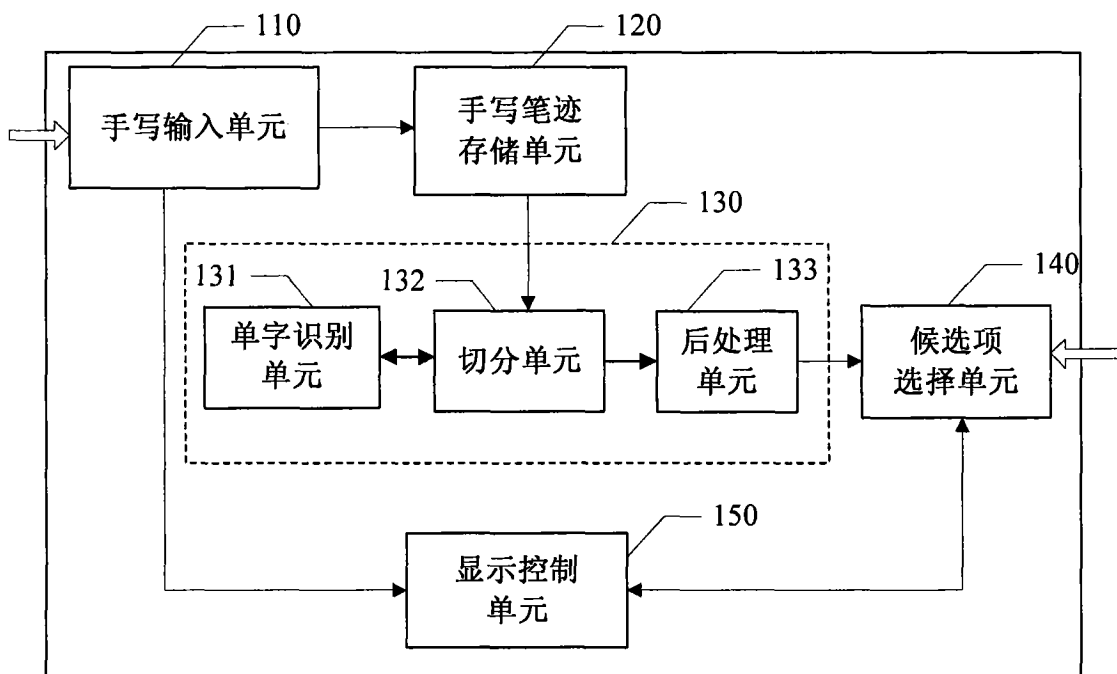 110
120
手写输入单元
手写笔迹
存储单元
130
131
132
133
140
单字识别
单元
切分单元
后处理
单元
候选项
选择单元
150
显示控制
单元